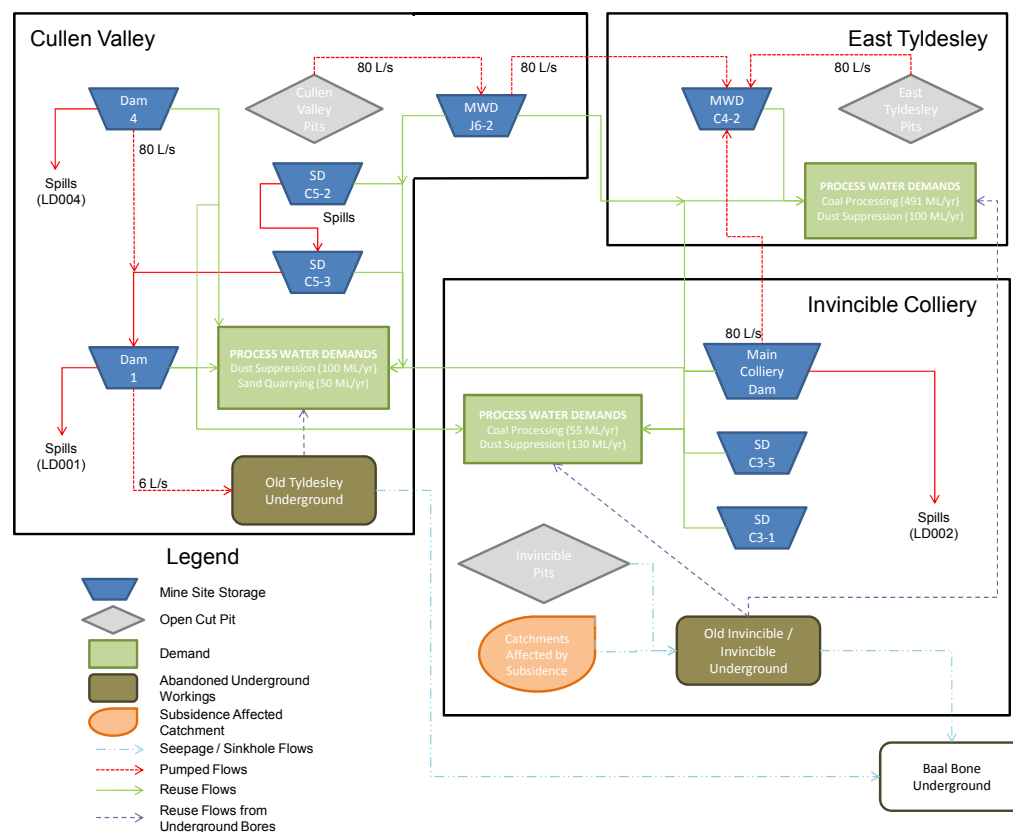 Cullen Valley
East Tyldesley
80 L/s
80 L/s
80 L/s
Dam
4
Cullen
Valley
Pits
MWD
J6-2
MWD
C4-2
East
Tyldesley
Pits
80 L/s
Spills
(LD004)
SD
C5-2
Spills
SD
C5-3
PROCESS WATER DEMANDS
Coal Processing (491 ML/yr)
Dust Suppression (100 ML/yr)
Invincible Colliery
80 L/s
Dam
1
PROCESS WATER DEMANDS
Dust Suppression (100 ML/yr)
Sand Quarrying (50 ML/yr)
Main
Colliery
Dam
PROCESS WATER DEMANDS
Coal Processing (55 ML/yr)
Dust Suppression (130 ML/yr)
SD
C3-5
Spills
(LD001)
6 L/s
Old Tyldesley
Underground
SD
C3-1
Spills
(LD002)
Invincible
Pits
Catchments
Affected by
Subsidence
Old Invincible /
Invincible
Underground
Baal Bone
Underground
Legend
Mine Site Storage
Open Cut Pit
Demand
Abandoned Underground
Workings
Subsidence Affected
Catchment
Seepage / Sinkhole Flows
Pumped Flows
Reuse Flows
Reuse Flows from
Underground Bores